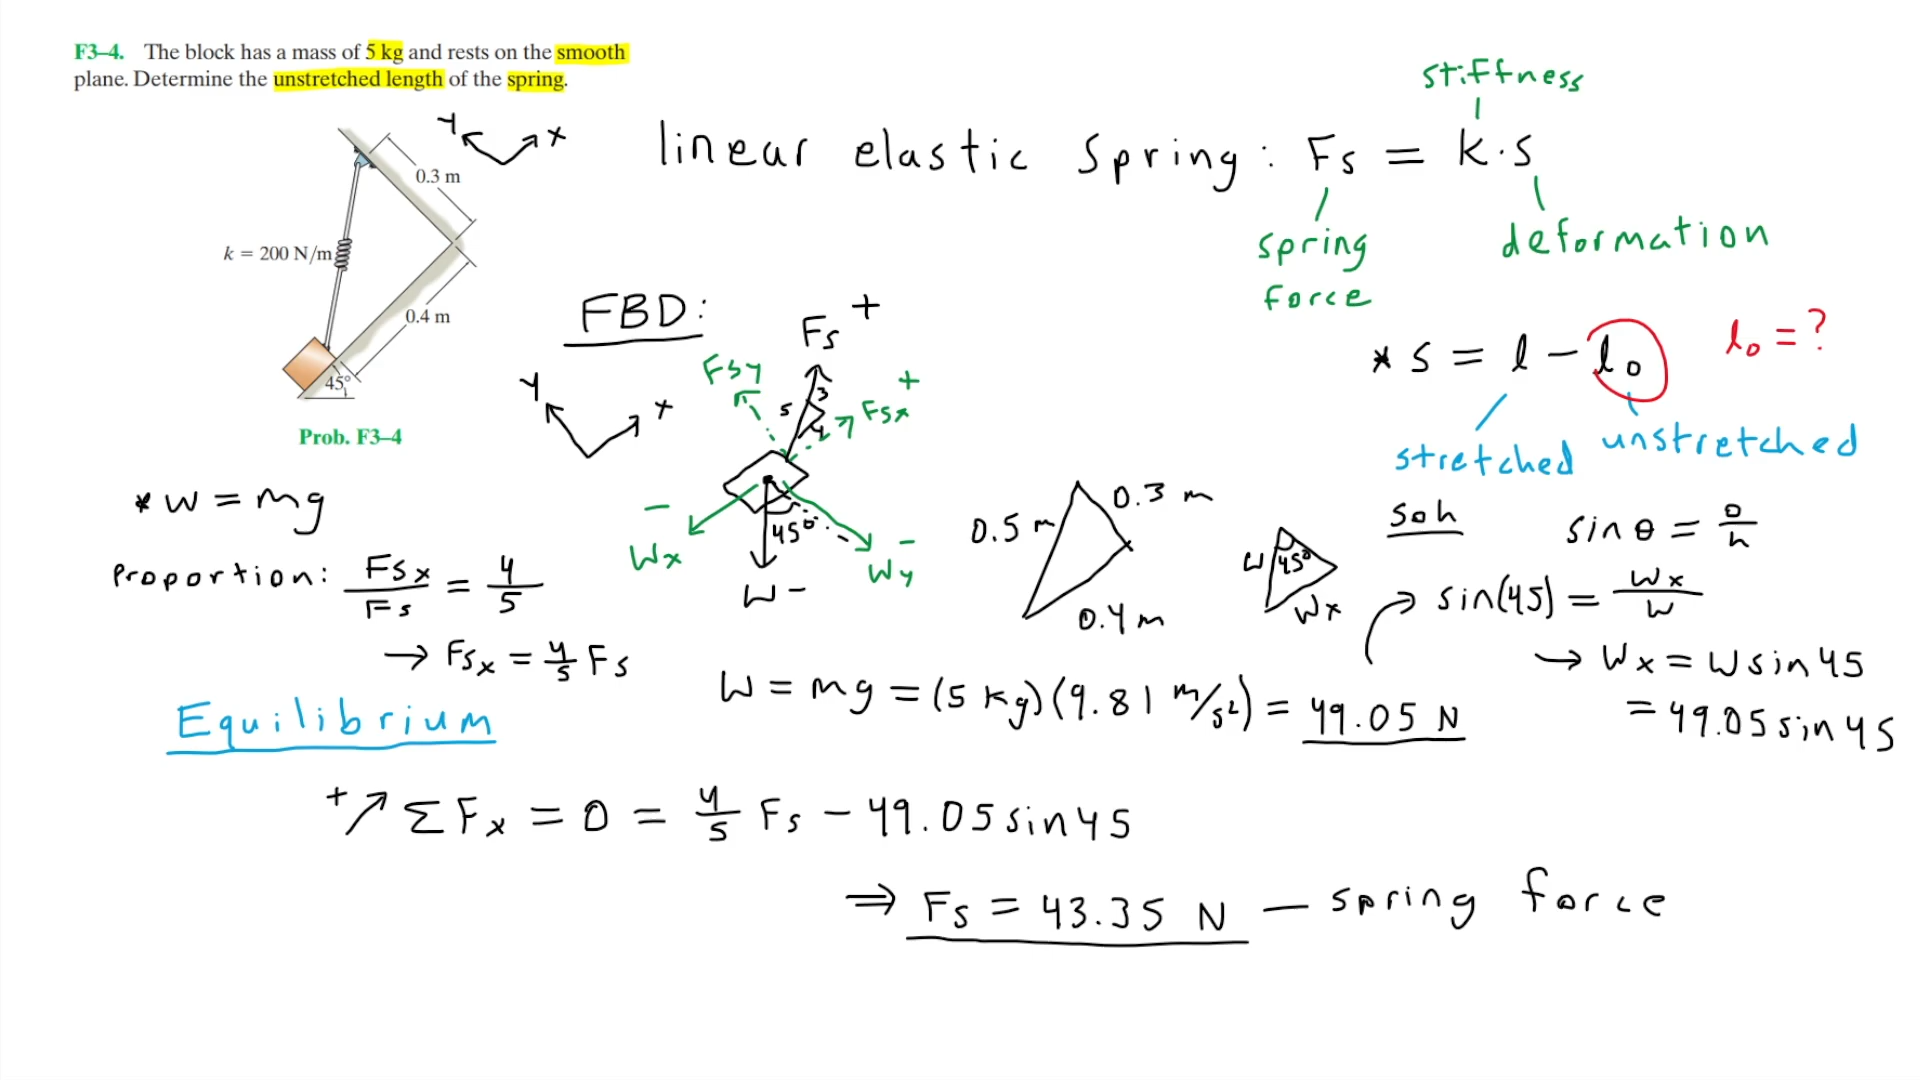 F3–4. The block has a mass of 5 kg and rests on the smooth
plane. Determine the unstretched length of the spring.
stiffness
Y x
linear elastic Spring: Fs = k·s
0.3 m
spring
force
deformation
k = 200 N/m
0.4 m
45°
Prob. F3–4
FBD:
Fs +
Fsy
+
Fsx
5 3
4
Y x
* s = l − l₀
l₀ = ?
stretched unstretched
− Wx
45°
− Wy
W −
0.5 m
0.3 m
0.4 m
W 45°
Wx
soh
sin θ = o/h
* W = mg
Proportion: Fsx/Fs = 4/5
→ Fsx = 4/5 Fs
→ sin(45) = Wx/W
→ Wx = W sin 45
= 49.05 sin 45
W = mg = (5 kg)(9.81 m/s²) = 49.05 N
Equilibrium
+↗ ΣFx = 0 = 4/5 Fs − 49.05 sin 45
⇒ Fs = 43.35 N — spring force